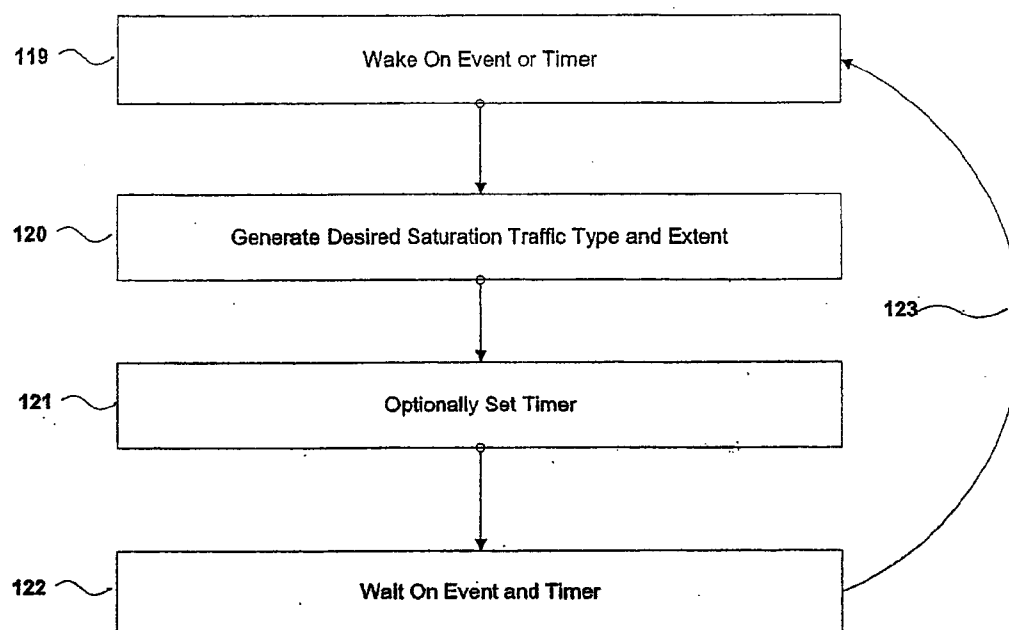 119
Wake On Event or Timer
120
Generate Desired Saturation Traffic Type and Extent
123
121
Optionally Set Timer
122
Wait On Event and Timer